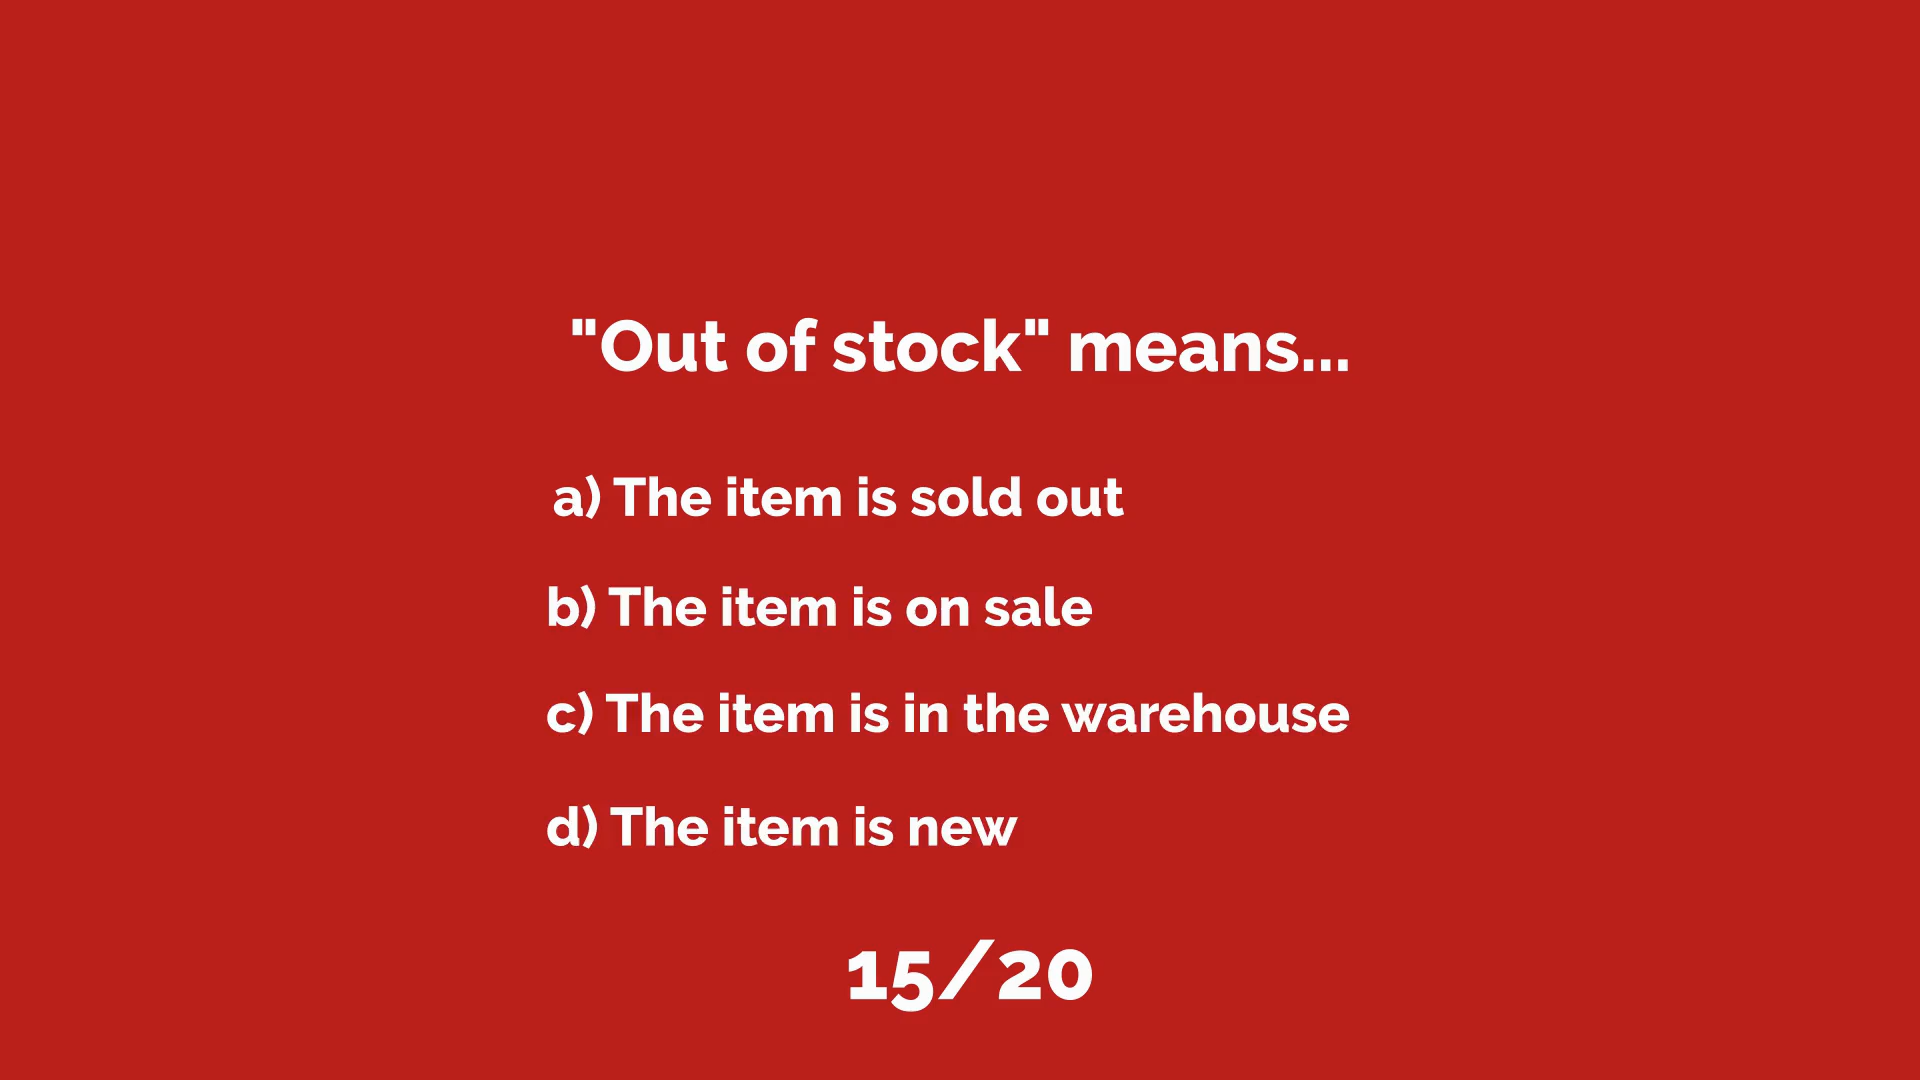 "Out of stock" means...
a) The item is sold out
b) The item is on sale
c) The item is in the warehouse
d) The item is new
15/20